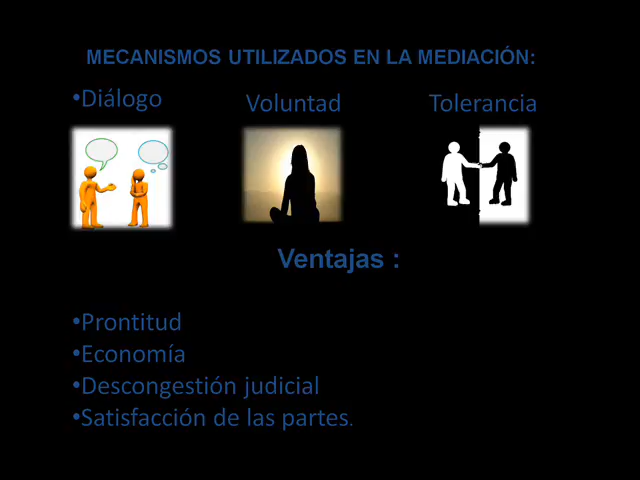 MECANISMOS UTILIZADOS EN LA MEDIACIÓN:
•Diálogo Voluntad Tolerancia
Ventajas :
•Prontitud
•Economía
•Descongestión judicial
•Satisfacción de las partes.